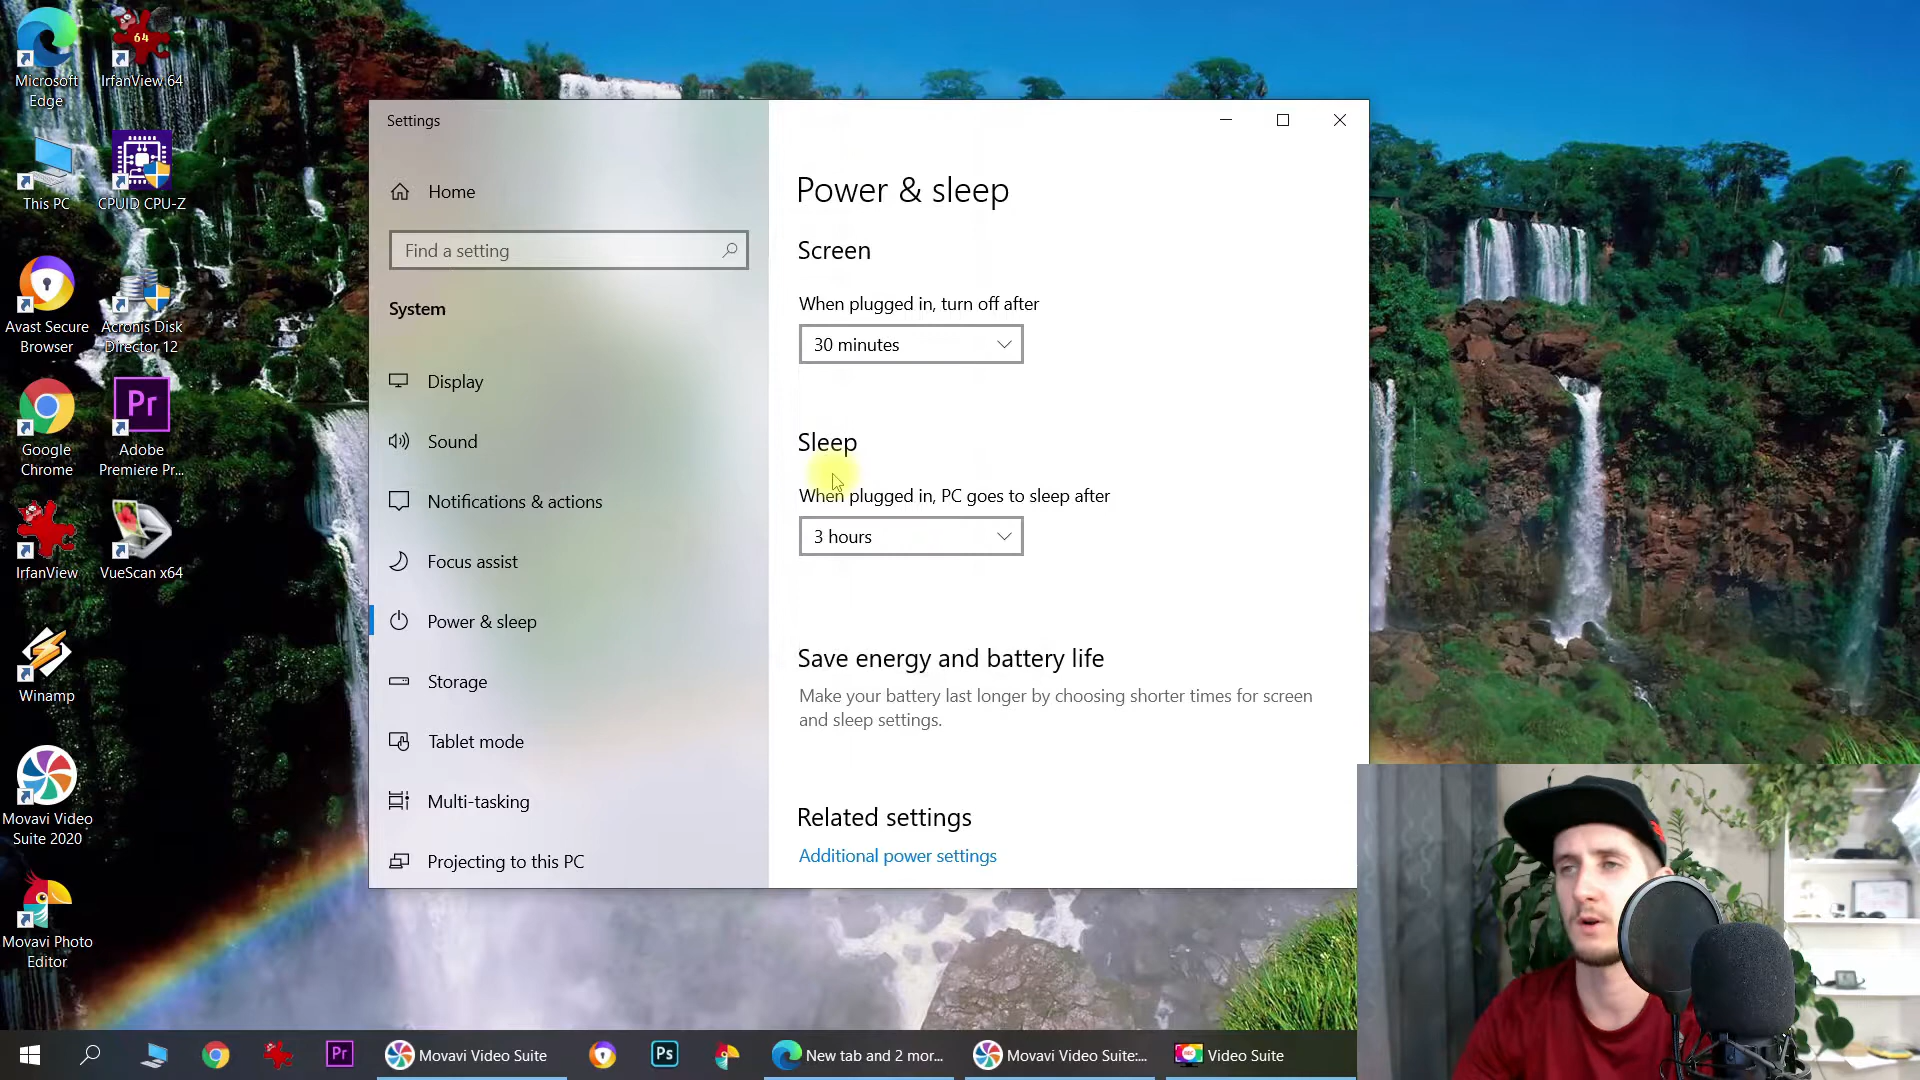 Microsoft
Edge
IrfanView 64
64
This PC
CPUID CPU-Z
Avast Secure
Browser
Acronis Disk
Director 12
Google
Chrome
Pr
Adobe
Premiere Pr...
IrfanView
VueScan x64
Winamp
Movavi Video
Suite 2020
Movavi Photo
Editor
Settings
Home
Find a setting
System
Display
Sound
Notifications & actions
Focus assist
Power & sleep
Storage
Tablet mode
Multi-tasking
Projecting to this PC
Power & sleep
Screen
When plugged in, turn off after
30 minutes
Sleep
When plugged in, PC goes to sleep after
3 hours
Save energy and battery life
Make your battery last longer by choosing shorter times for screen
and sleep settings.
Related settings
Additional power settings
Pr
Movavi Video Suite
Ps
New tab and 2 mor...
Movavi Video Suite:...
Video Suite